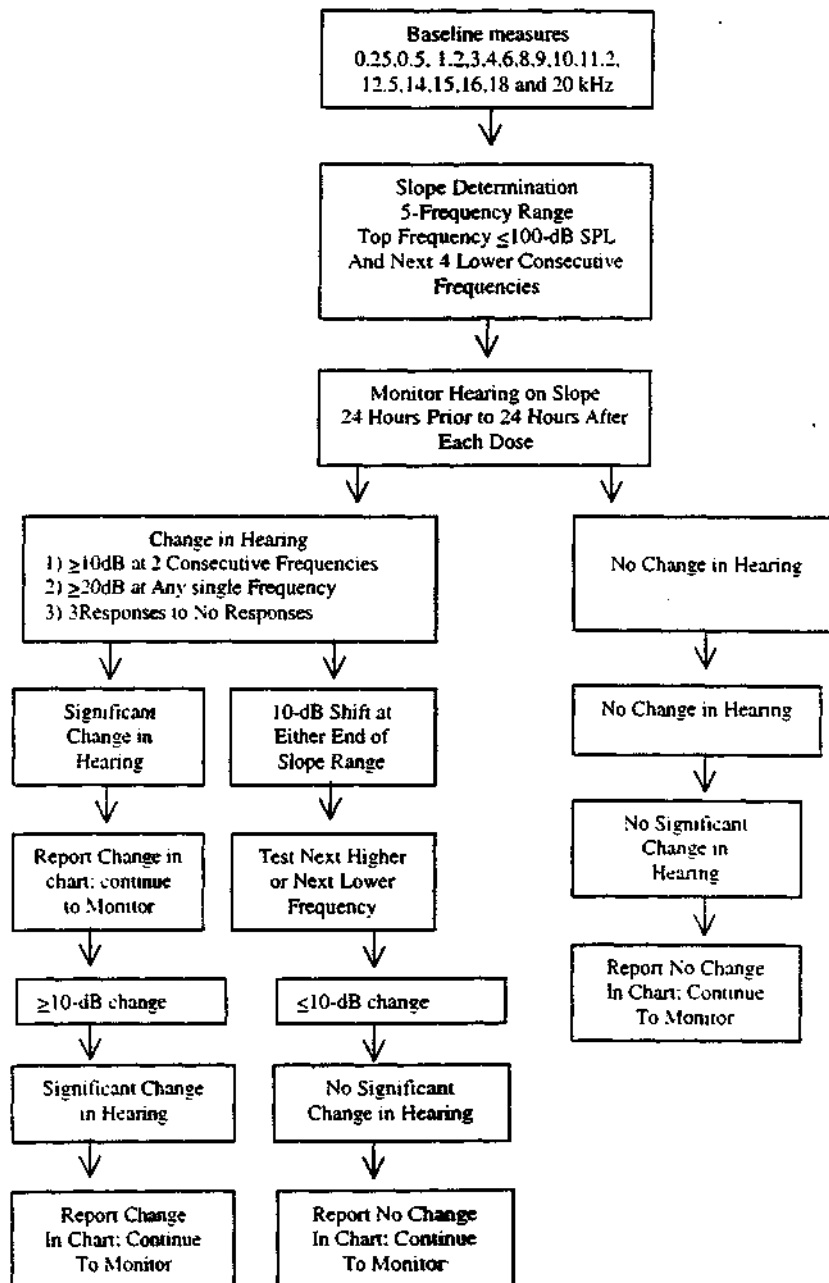 Baseline measures
0.25,0.5, 1.2,3.4,6,8,9,10.11.2,
12.5,14,15,16,18 and 20 kHz
Slope Determination
5-Frequency Range
Top Frequency ≤100-dB SPL
And Next 4 Lower Consecutive
Frequencies
Monitor Hearing on Slope
24 Hours Prior to 24 Hours After
Each Dose
Change in Hearing
1) ≥10dB at 2 Consecutive Frequencies
2) ≥20dB at Any single Frequency
3) 3Responses to No Responses
No Change in Hearing
Significant
Change in
Hearing
10-dB Shift at
Either End of
Slope Range
No Change in Hearing
Report Change in
chart; continue
to Monitor
Test Next Higher
or Next Lower
Frequency
No Significant
Change in
Hearing
≥10-dB change
≤10-dB change
Report No Change
In Chart: Continue
To Monitor
Significant Change
in Hearing
No Significant
Change in Hearing
Report Change
In Chart: Continue
To Monitor
Report No Change
In Chart: Continue
To Monitor